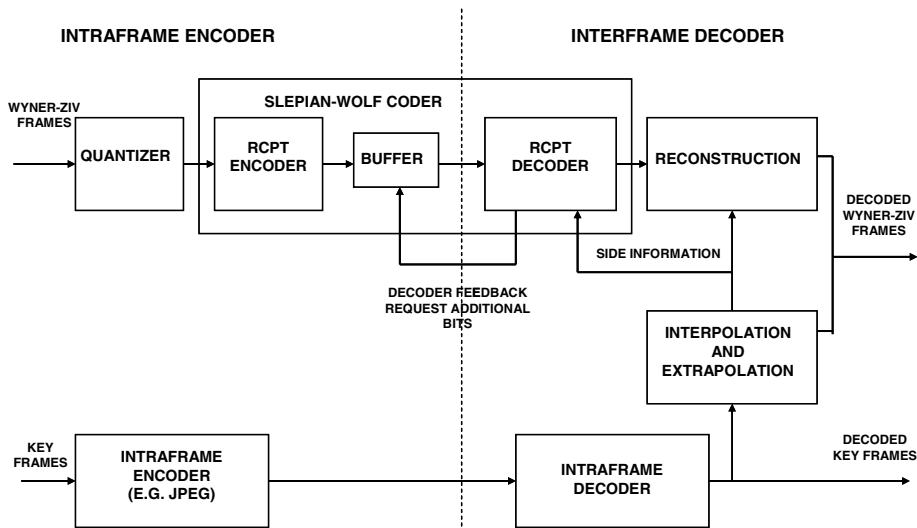 INTRAFRAME ENCODER
INTERFRAME DECODER
WYNER-ZIV
FRAMES
SLEPIAN-WOLF CODER
QUANTIZER
RCPT
ENCODER
BUFFER
RCPT
DECODER
RECONSTRUCTION
DECODED
WYNER-ZIV
FRAMES
SIDE INFORMATION
DECODER FEEDBACK
REQUEST ADDITIONAL
BITS
INTERPOLATION
AND
EXTRAPOLATION
KEY
FRAMES
INTRAFRAME
ENCODER
(E.G. JPEG)
INTRAFRAME
DECODER
DECODED
KEY FRAMES